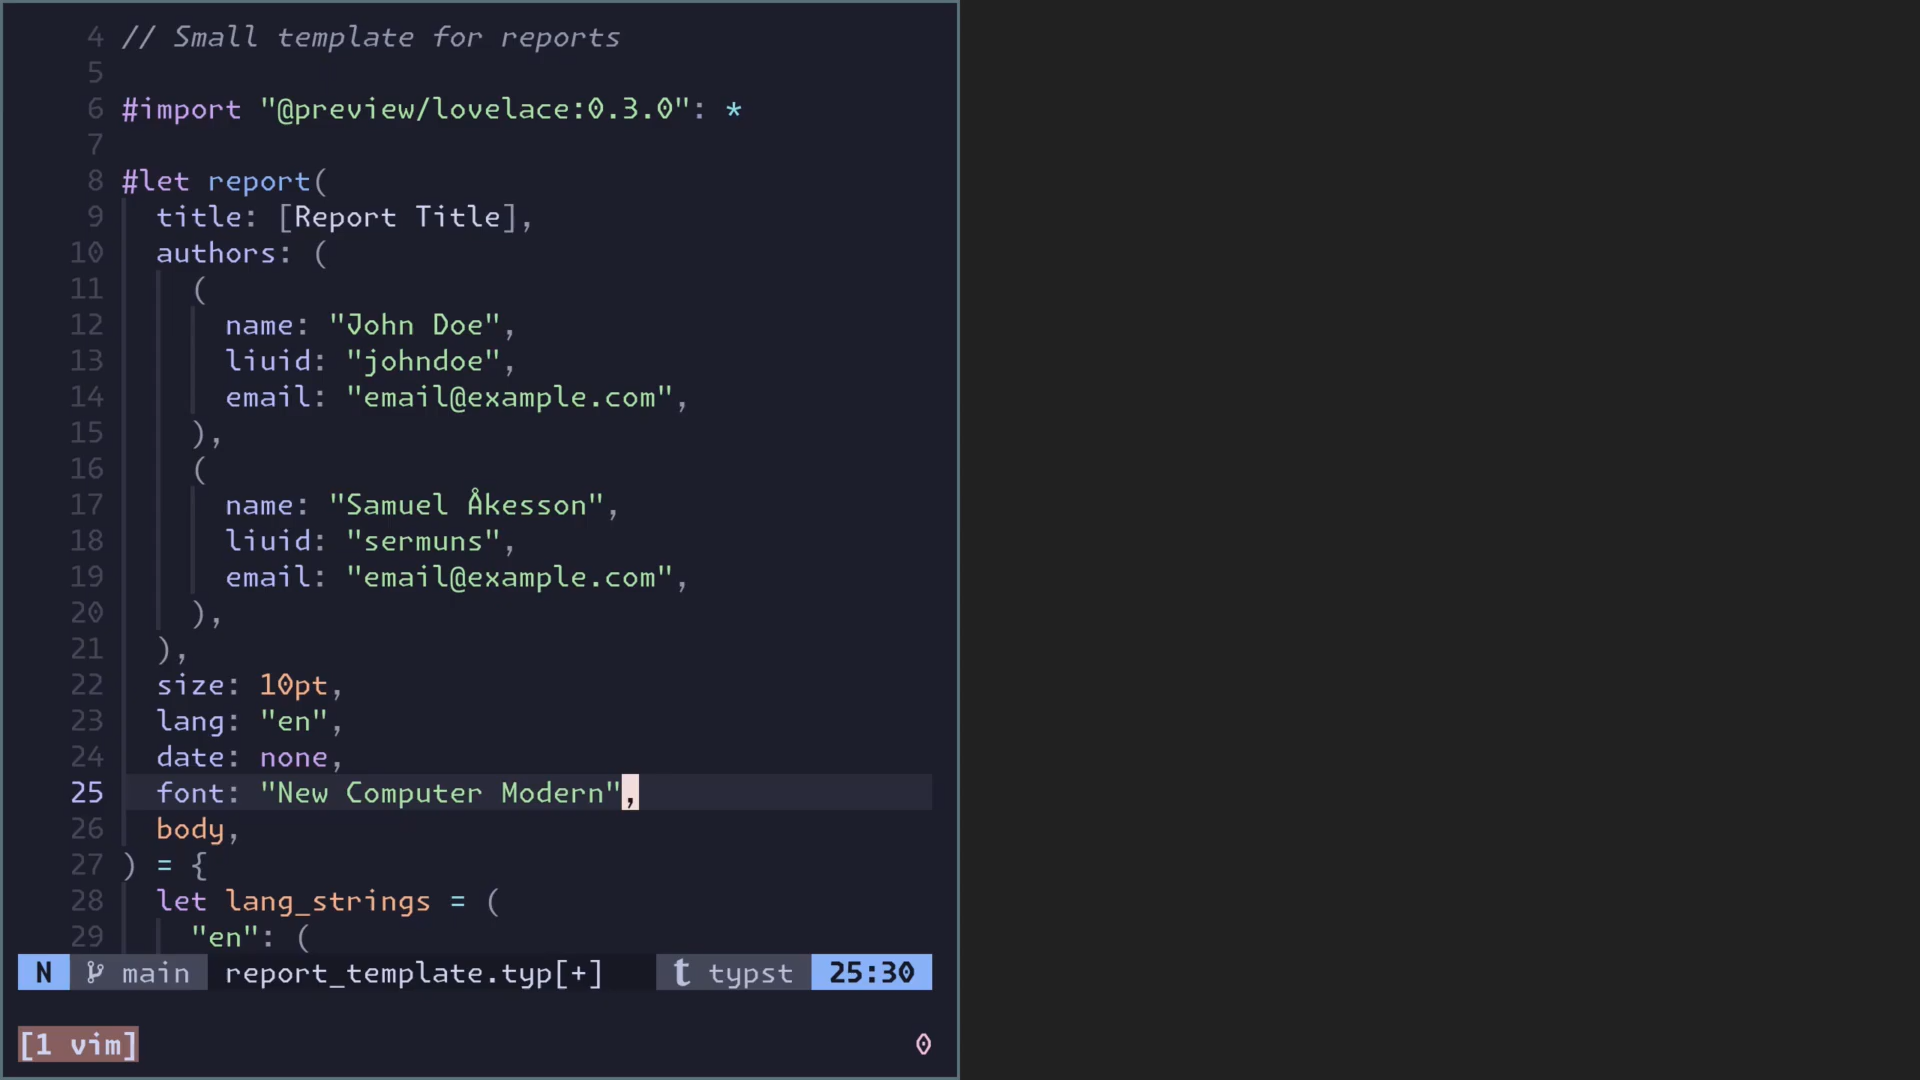 4 // Small template for reports
5
6 #import "@preview/lovelace:0.3.0": *
7
8 #let report(
9 title: [Report Title],
10 authors: (
11 (
12 name: "John Doe",
13 liuid: "johndoe",
14 email: "email@example.com",
15 ),
16 (
17 name: "Samuel Åkesson",
18 liuid: "sermuns",
19 email: "email@example.com",
20 ),
21 ),
22 size: 10pt,
23 lang: "en",
24 date: none,
25 font: "New Computer Modern",
26 body,
27 ) = {
28 let lang_strings = (
29 "en": (
N main report_template.typ[+] t typst 25:30
[1 vim] 0